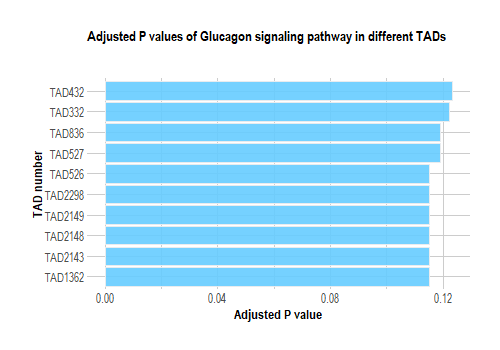 Adjusted P values of Glucagon signaling pathway in different TADs
TAD number
TAD432
TAD332
TAD836
TAD527
TAD526
TAD2298
TAD2149
TAD2148
TAD2143
TAD1362
0.00 0.04 0.08 0.12
Adjusted P value